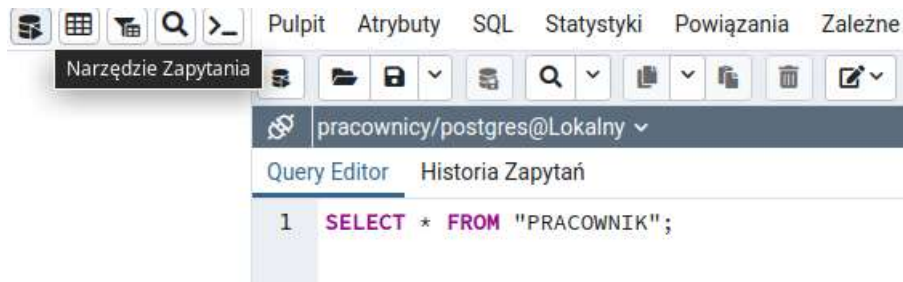 Pulpit Atrybuty SQL Statystyki Powiązania Zależne
Narzędzie Zapytania
pracownicy/postgres@Lokalny
Query Editor Historia Zapytań
1 SELECT * FROM "PRACOWNIK";